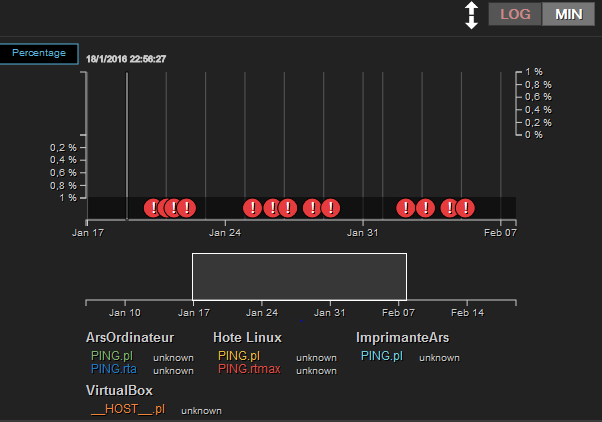 LOG MIN
Percentage
18/1/2016 22:56:27
1 %
0,8 %
0,6 %
0,4 %
0,2 %
0 %
0,2 %
0,4 %
0,6 %
0,8 %
1 %
! ! ! ! ! ! ! ! ! ! ! ! !
Jan 17 Jan 24 Jan 31 Feb 07
Jan 10 Jan 17 Jan 24 Jan 31 Feb 07 Feb 14
ArsOrdinateur Hote Linux ImprimanteArs
PING.pl unknown PING.pl unknown PING.pl unknown
PING.rta unknown PING.rtmax unknown
VirtualBox
__HOST__.pl unknown